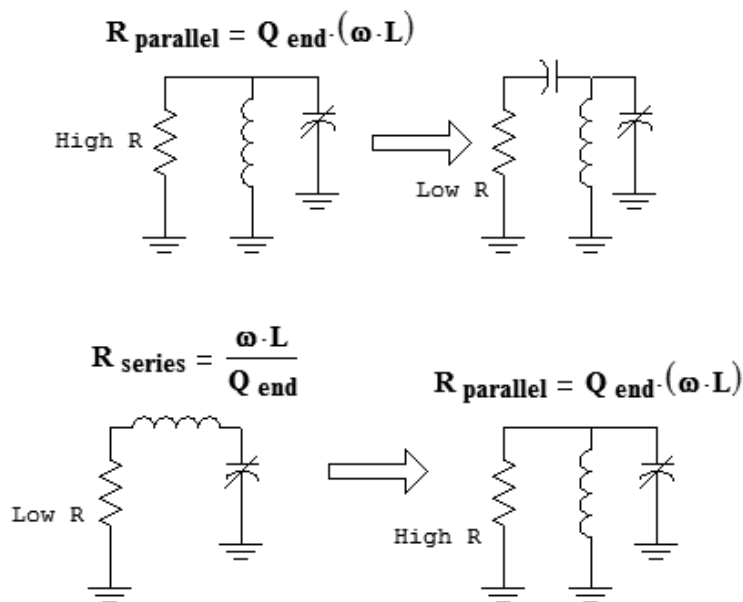 R parallel = Q end·(ω·L)
High R
Low R
R series = ω·L / Q end
R parallel = Q end·(ω·L)
Low R
High R